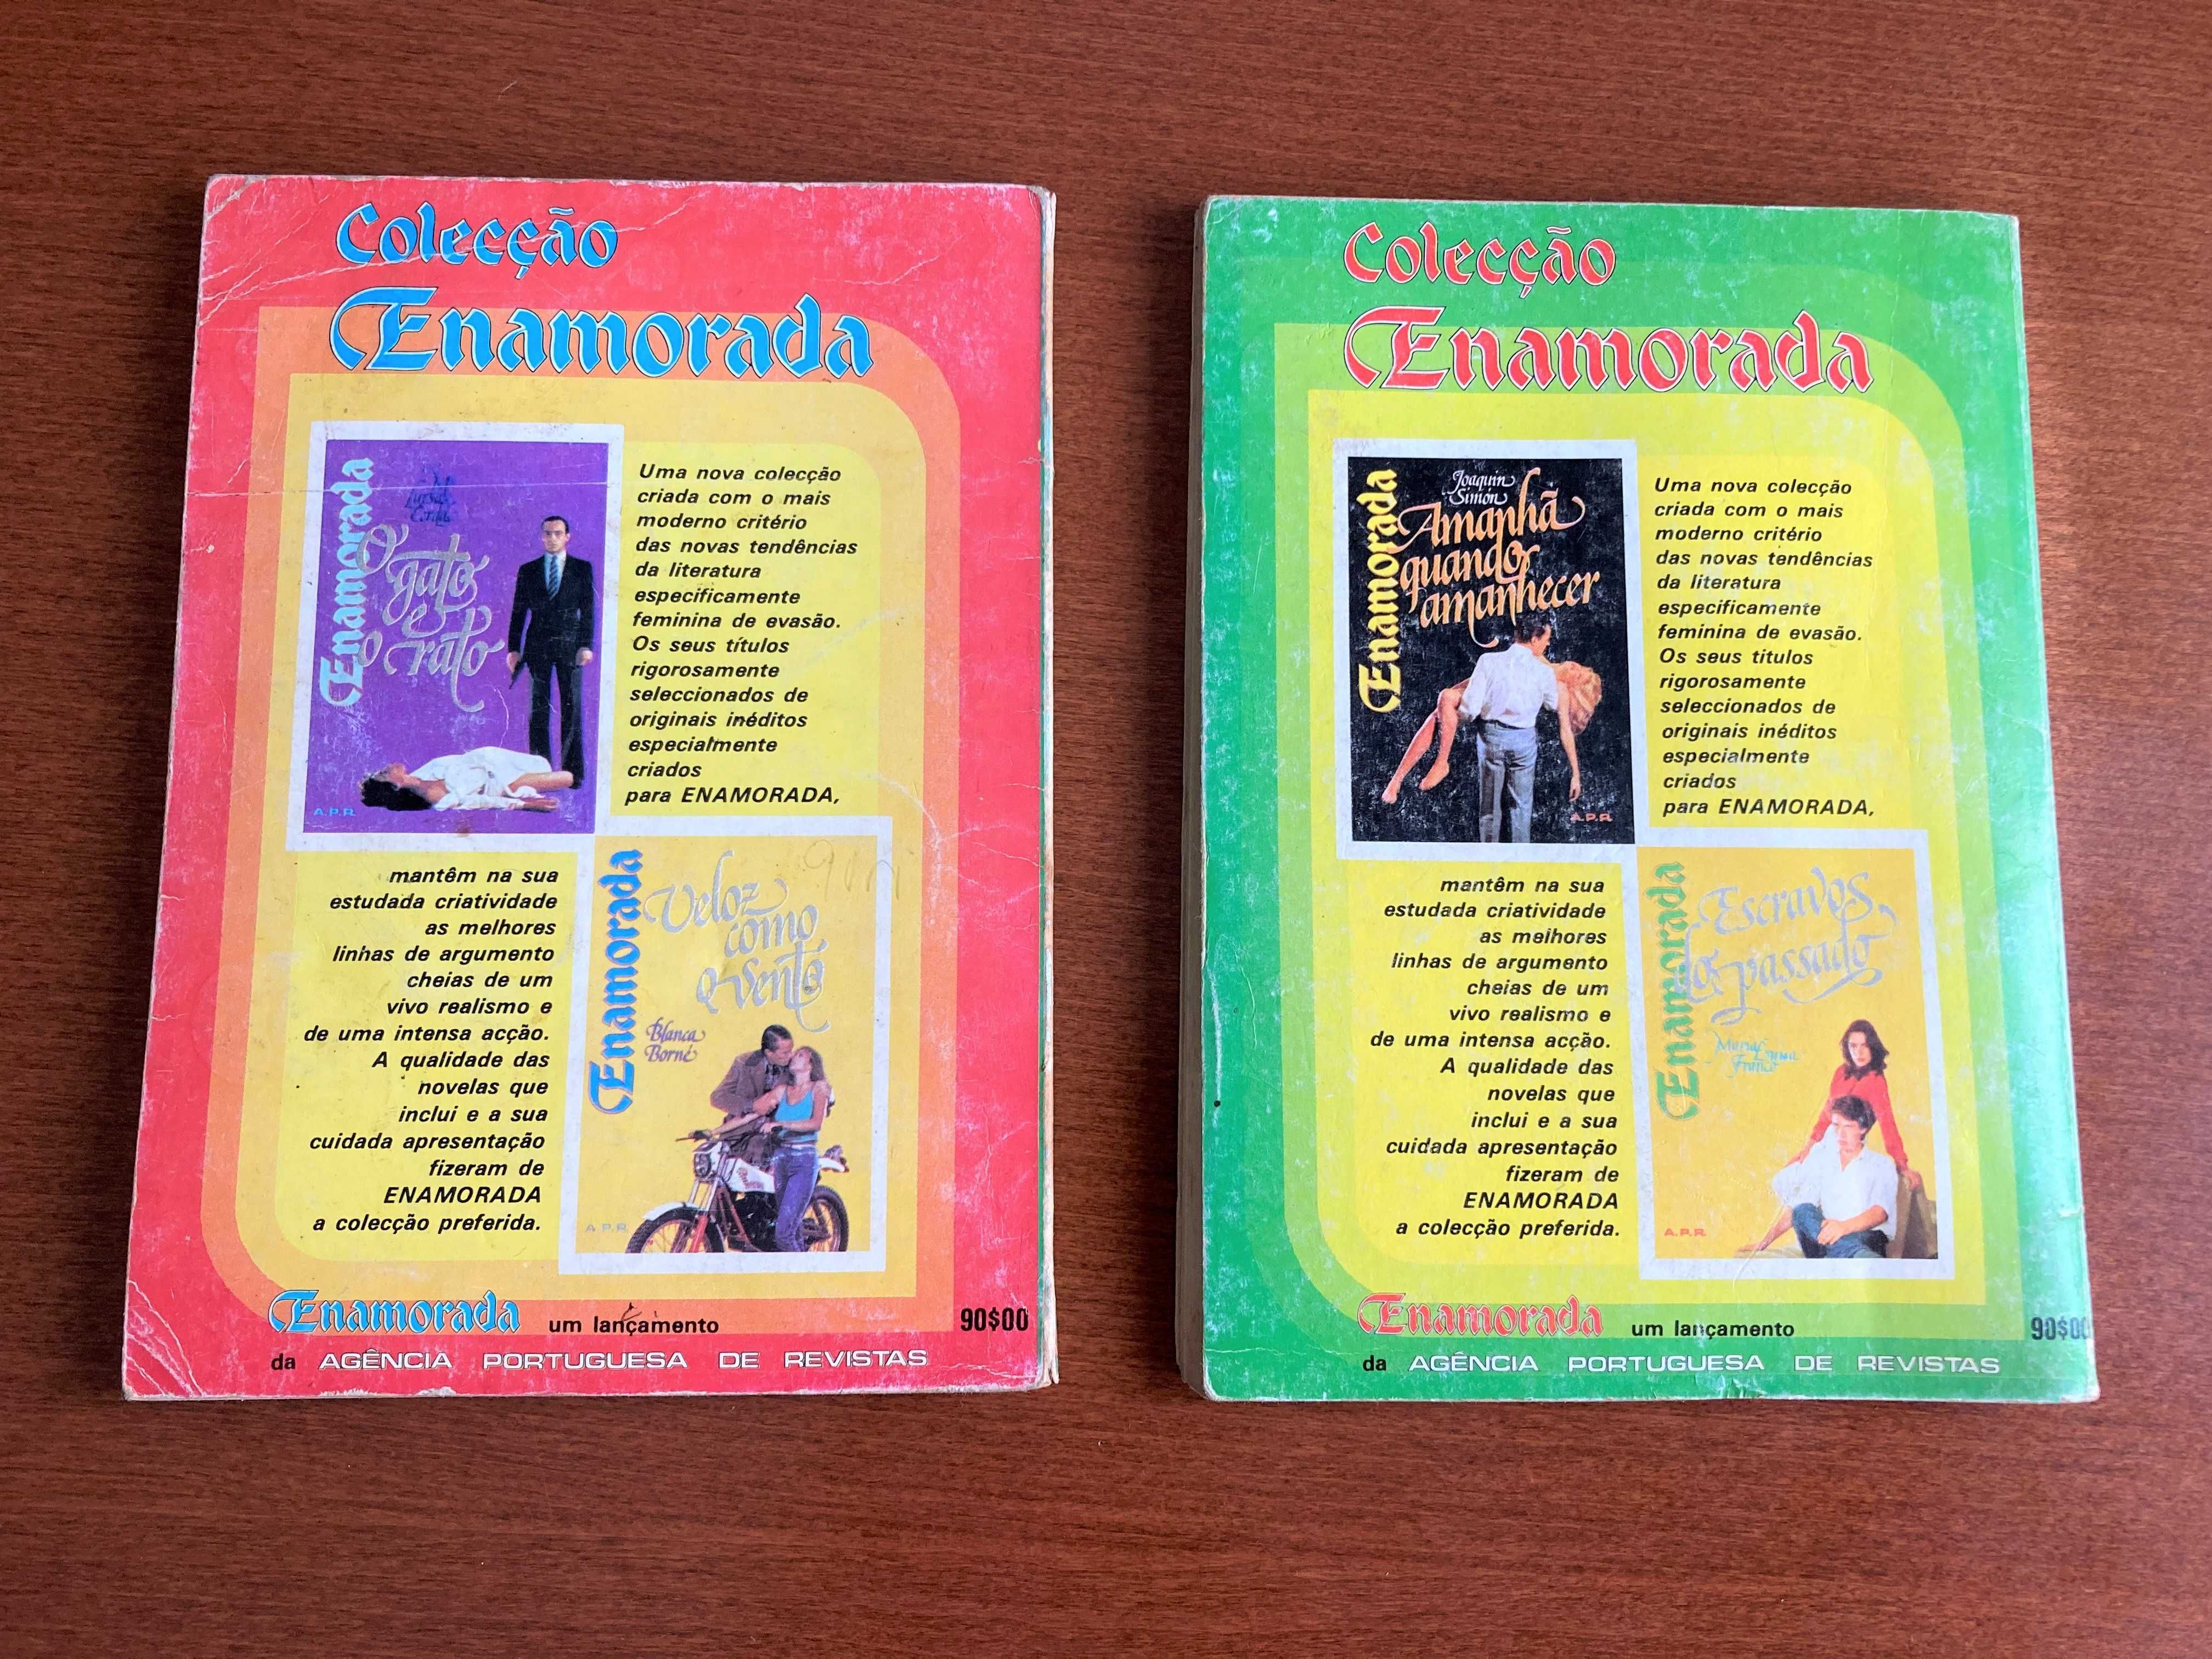 Colecção
Enamorada
Enamorada
O
gato
e
o rato
A.P.R.
Uma nova colecção
criada com o mais
moderno critério
das novas tendências
da literatura
especificamente
feminina de evasão.
Os seus títulos
rigorosamente
seleccionados de
originais inéditos
especialmente
criados
para ENAMORADA,
mantêm na sua
estudada criatividade
as melhores
linhas de argumento
cheias de um
vivo realismo e
de uma intensa acção.
A qualidade das
novelas que
inclui e a sua
cuidada apresentação
fizeram de
ENAMORADA
a colecção preferida.
Enamorada
Veloz
como
o vento
Blanca
Borné
A.P.R.
Enamorada um lançamento
90$00
da AGÊNCIA PORTUGUESA DE REVISTAS
Colecção
Enamorada
Enamorada
Joaquin
Simón
Amanhã
quando
amanhecer
A.P.R.
Uma nova colecção
criada com o mais
moderno critério
das novas tendências
da literatura
especificamente
feminina de evasão.
Os seus títulos
rigorosamente
seleccionados de
originais inéditos
especialmente
criados
para ENAMORADA,
mantêm na sua
estudada criatividade
as melhores
linhas de argumento
cheias de um
vivo realismo e
de uma intensa acção.
A qualidade das
novelas que
inclui e a sua
cuidada apresentação
fizeram de
ENAMORADA
a colecção preferida.
Enamorada
Escravos
do passado
A.P.R.
Enamorada um lançamento
90$00
da AGÊNCIA PORTUGUESA DE REVISTAS